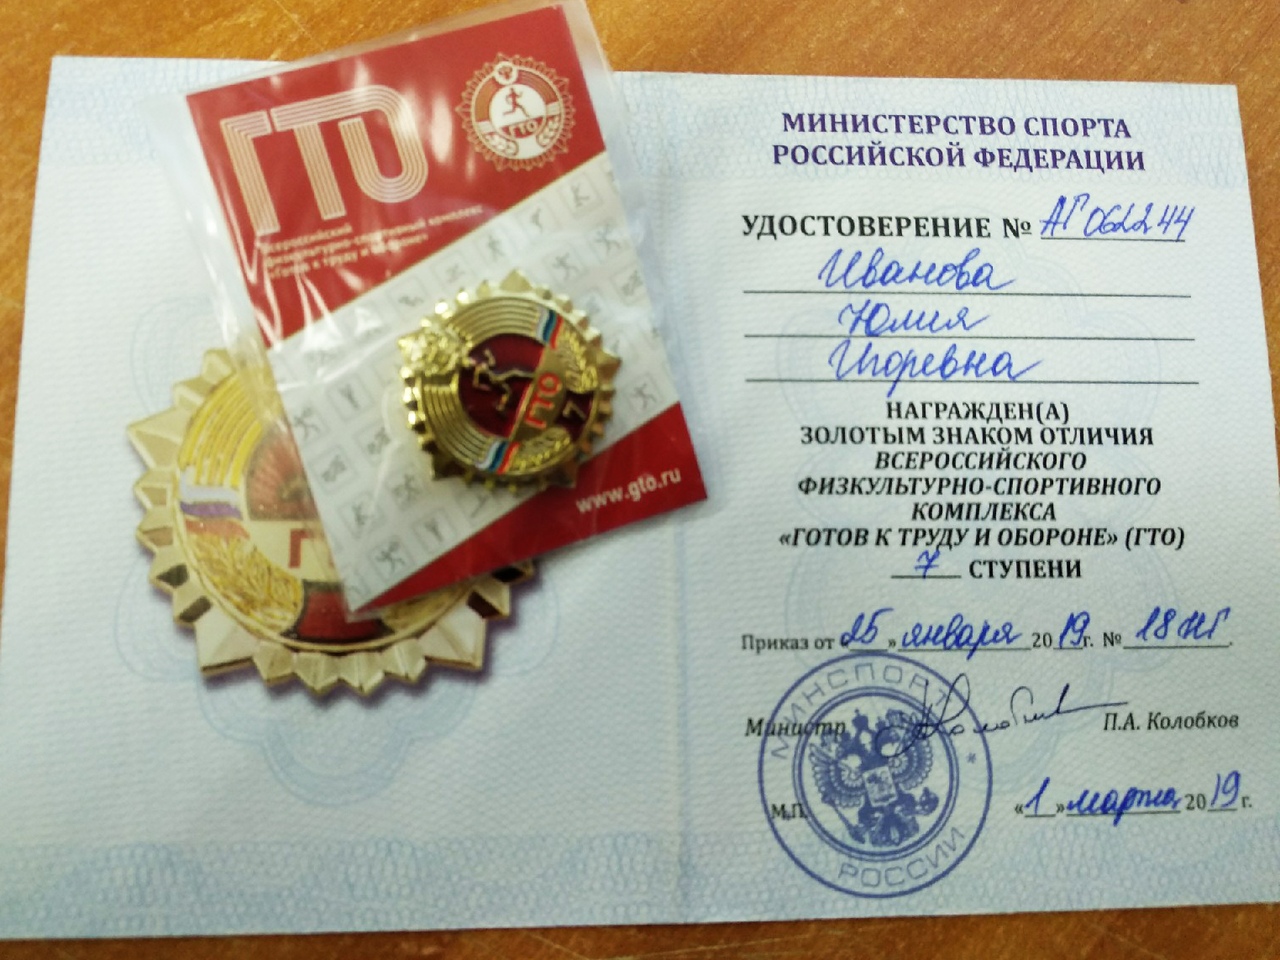 ГТО
ГТО
Всероссийский
физкультурно-спортивный комплекс
«Готов к труду и обороне»
ГТО
7
www.gto.ru
МИНИСТЕРСТВО СПОРТА
РОССИЙСКОЙ ФЕДЕРАЦИИ
УДОСТОВЕРЕНИЕ № АГ 062244
Иванова
Юлия
Игоревна
НАГРАЖДЕН(А)
ЗОЛОТЫМ ЗНАКОМ ОТЛИЧИЯ
ВСЕРОССИЙСКОГО
ФИЗКУЛЬТУРНО-СПОРТИВНОГО
КОМПЛЕКСА
«ГОТОВ К ТРУДУ И ОБОРОНЕ» (ГТО)
7 СТУПЕНИ
Приказ от «25» января 2019г. № 18 нг.
Министр П.А. Колобков
М.П. «1» марта 2019 г.
МИНСПОРТ
РОССИИ